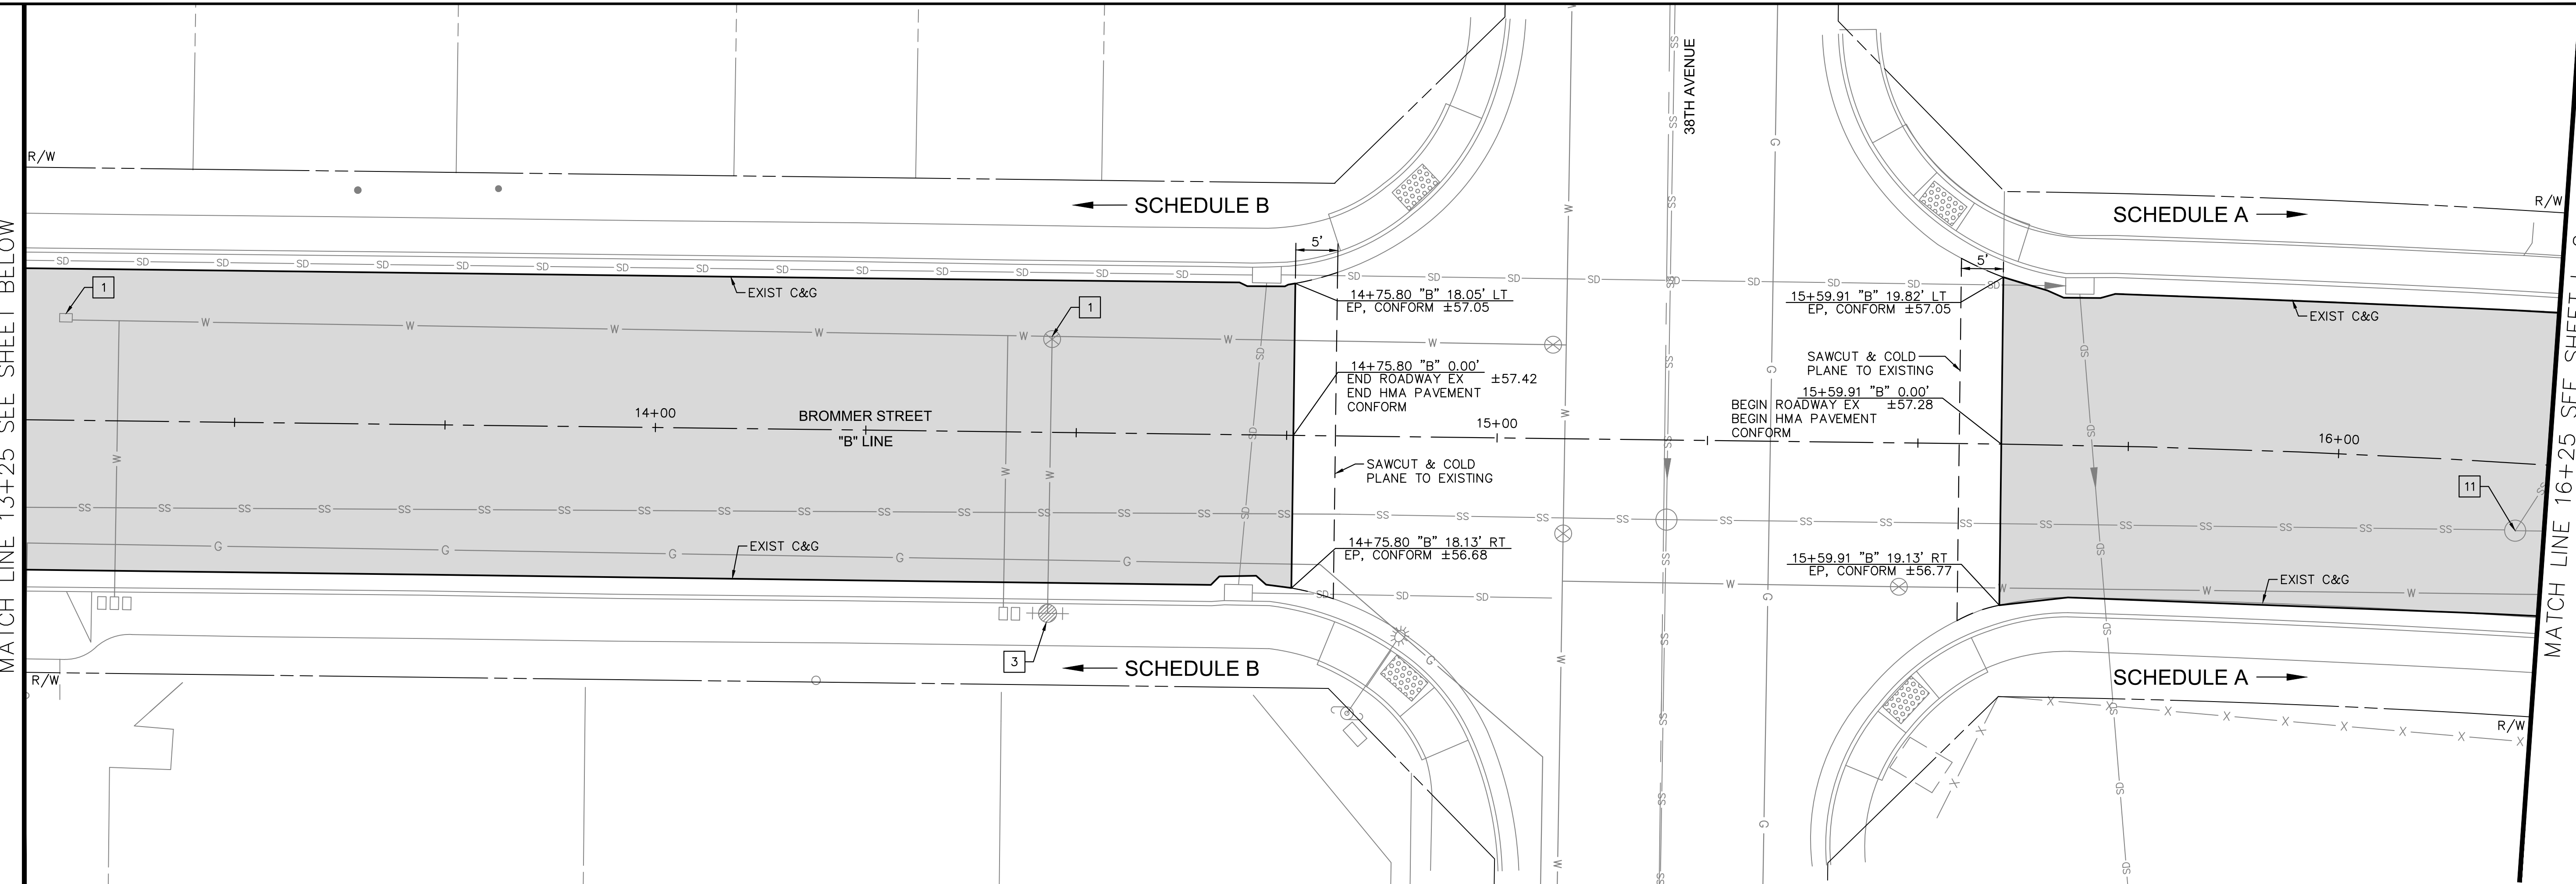 MATCH LINE 13+25 SEE SHEET BELOW
R/W
SCHEDULE B
38TH AVENUE
SCHEDULE A
R/W
5'
5'
1
EXIST C&G
1
14+75.80 "B" 18.05' LT
EP, CONFORM ±57.05
15+59.91 "B" 19.82' LT
EP, CONFORM ±57.05
EXIST C&G
14+75.80 "B" 0.00'
END ROADWAY EX ±57.42
END HMA PAVEMENT
CONFORM
SAWCUT & COLD
PLANE TO EXISTING
15+59.91 "B" 0.00'
BEGIN ROADWAY EX ±57.28
BEGIN HMA PAVEMENT
CONFORM
14+00
BROMMER STREET
"B" LINE
15+00
16+00
SAWCUT & COLD
PLANE TO EXISTING
11
EXIST C&G
14+75.80 "B" 18.13' RT
EP, CONFORM ±56.68
15+59.91 "B" 19.13' RT
EP, CONFORM ±56.77
EXIST C&G
3
SCHEDULE B
SCHEDULE A
R/W
R/W
MATCH LINE 16+25 SEE SHEET
SD
W
SS
G
X